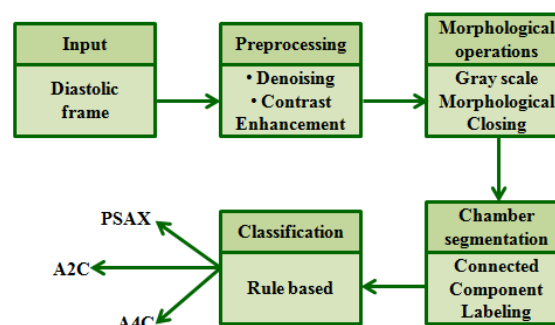 Input
Diastolic
frame
Preprocessing
• Denoising
• Contrast
Enhancement
Morphological
operations
Gray scale
Morphological
Closing
Chamber
segmentation
Connected
Component
Labeling
Classification
Rule based
PSAX
A2C
A4C